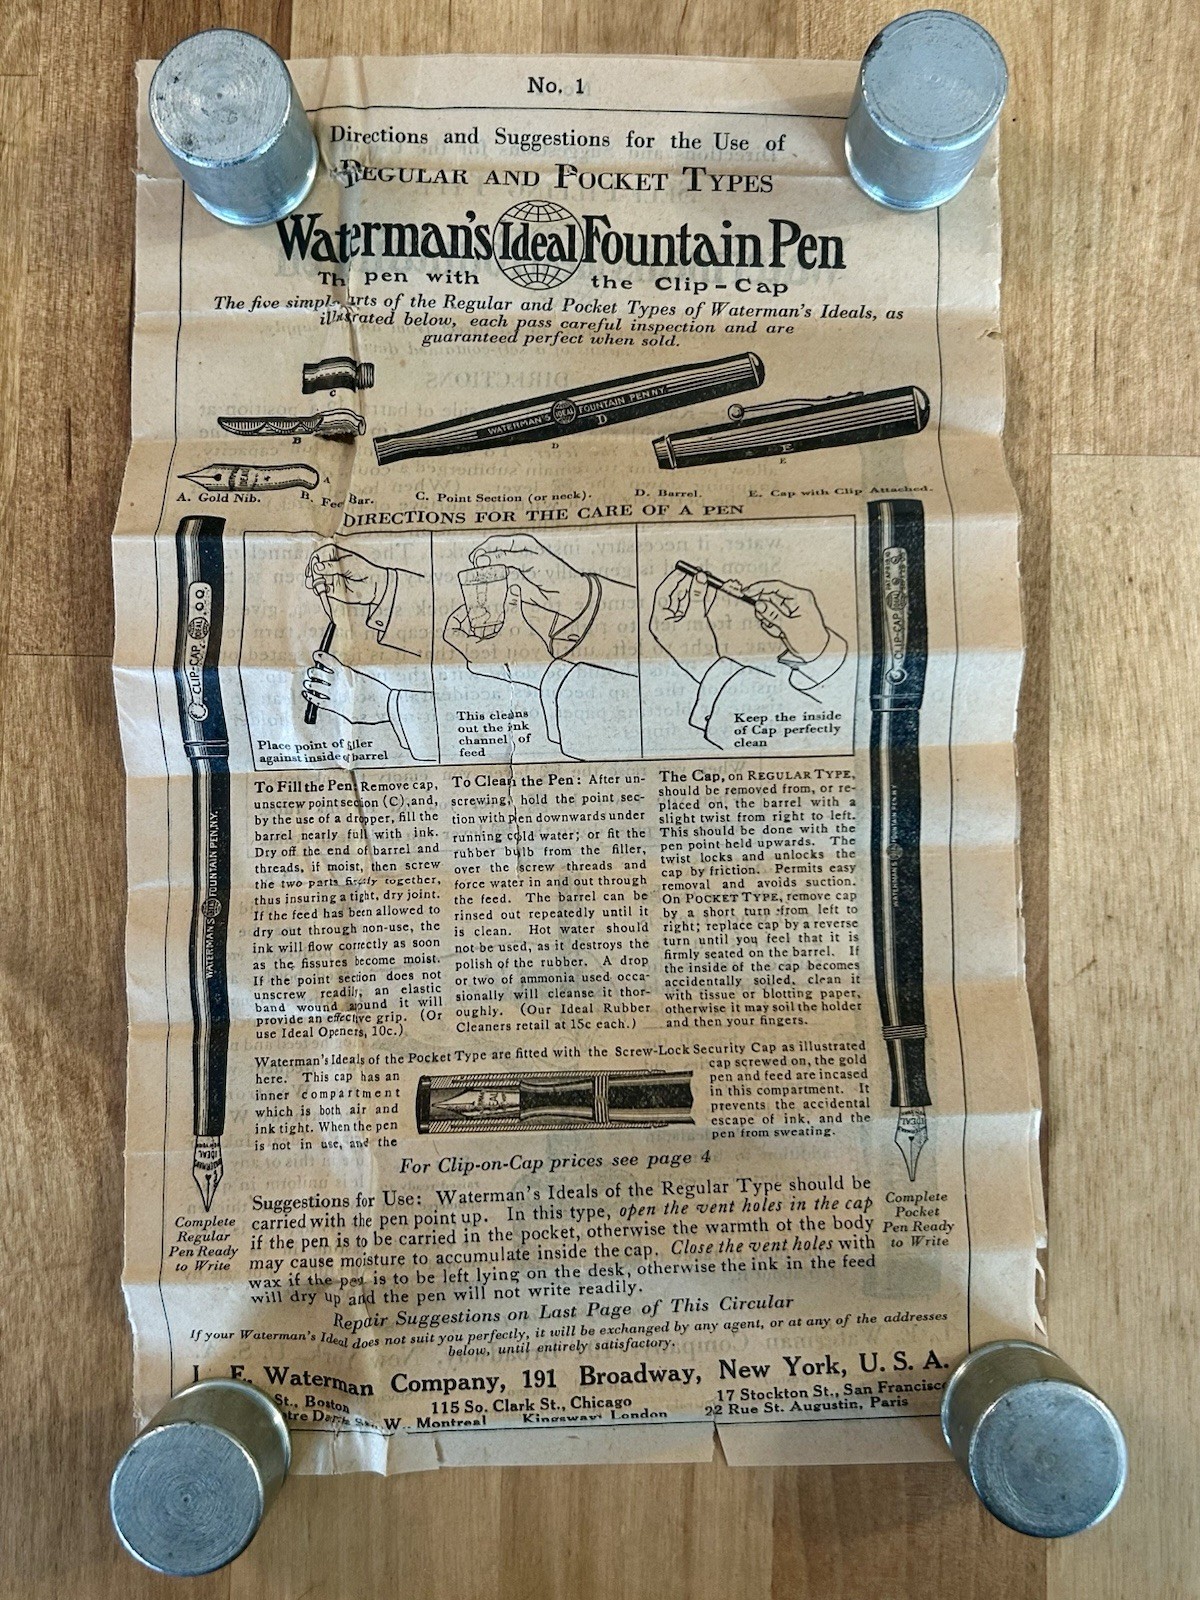 No. 1
Directions and Suggestions for the Use of
REGULAR AND POCKET TYPES
Waterman's Ideal Fountain Pen
Th pen with the Clip-Cap
The five simple arts of the Regular and Pocket Types of Waterman's Ideals, as
illustrated below, each pass careful inspection and are
guaranteed perfect when sold.
C
B
A
WATERMAN'S IDEAL FOUNTAIN PEN N.Y.
D
D
E
E
A. Gold Nib. B. Feed Bar. C. Point Section (or neck). D. Barrel. E. Cap with Clip Attached.
DIRECTIONS FOR THE CARE OF A PEN
CLIP-CAP IDEAL
CLIP-CAP
Place point of filler
against inside of barrel
This cleans
out the ink
channel of
feed
Keep the inside
of Cap perfectly
clean
WATERMAN'S IDEAL FOUNTAIN PEN, N.Y.
To Fill the Pen: Remove cap,
unscrew point section (C), and,
by the use of a dropper, fill the
barrel nearly full with ink.
Dry off the end of barrel and
threads, if moist, then screw
the two parts firmly together,
thus insuring a tight, dry joint.
If the feed has been allowed to
dry out through non-use, the
ink will flow correctly as soon
as the fissures become moist.
If the point section does not
unscrew readily, an elastic
band wound around it will
provide an effective grip. (Or
use Ideal Openers, 10c.)
To Clean the Pen: After un-
screwing, hold the point sec-
tion with pen downwards under
running cold water; or fit the
rubber bulb from the filler,
over the screw threads and
force water in and out through
the feed. The barrel can be
rinsed out repeatedly until it
is clean. Hot water should
not be used, as it destroys the
polish of the rubber. A drop
or two of ammonia used occa-
sionally will cleanse it thor-
oughly. (Our Ideal Rubber
Cleaners retail at 15c each.)
The Cap, on REGULAR TYPE,
should be removed from, or re-
placed on, the barrel with a
slight twist from right to left.
This should be done with the
pen point held upwards. The
twist locks and unlocks the
cap by friction. Permits easy
removal and avoids suction.
On POCKET TYPE, remove cap
by a short turn from left to
right; replace cap by a reverse
turn until you feel that it is
firmly seated on the barrel. If
the inside of the cap becomes
accidentally soiled, clean it
with tissue or blotting paper,
otherwise it may soil the holder
and then your fingers.
WATERMAN'S IDEAL FOUNTAIN PEN, N.Y.
Waterman's Ideals of the Pocket Type are fitted with the Screw-Lock Security Cap as illustrated
here. This cap has an
inner compartment
which is both air and
ink tight. When the pen
is not in use, and the
cap screwed on, the gold
pen and feed are incased
in this compartment. It
prevents the accidental
escape of ink, and the
pen from sweating.
For Clip-on-Cap prices see page 4
WATERMAN'S IDEAL NEW YORK
IDEAL
Suggestions for Use: Waterman's Ideals of the Regular Type should be
carried with the pen point up. In this type, open the vent holes in the cap
if the pen is to be carried in the pocket, otherwise the warmth of the body
may cause moisture to accumulate inside the cap. Close the vent holes with
wax if the pen is to be left lying on the desk, otherwise the ink in the feed
will dry up and the pen will not write readily.
Complete
Regular
Pen Ready
to Write
Complete
Pocket
Pen Ready
to Write
Repair Suggestions on Last Page of This Circular
If your Waterman's Ideal does not suit you perfectly, it will be exchanged by any agent, or at any of the addresses
below, until entirely satisfactory.
L. E. Waterman Company, 191 Broadway, New York, U. S. A.
St., Boston 115 So. Clark St., Chicago 17 Stockton St., San Francisco
W., Montreal Kingsway, London 22 Rue St. Augustin, Paris